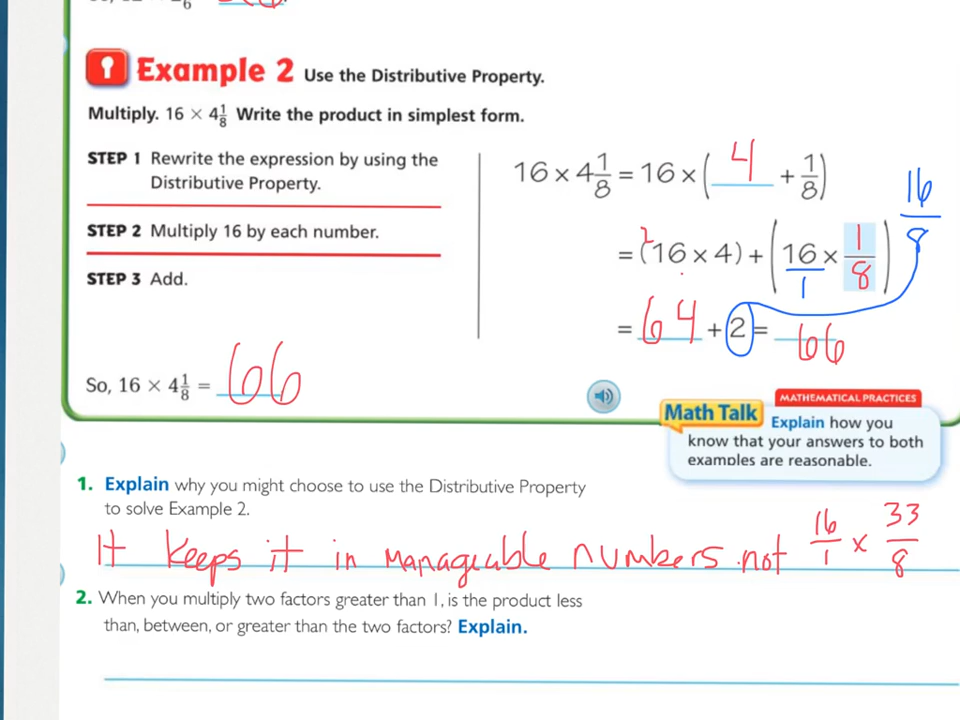 Example 2 Use the Distributive Property.
Multiply. 16 × 4 1/8 Write the product in simplest form.
STEP 1 Rewrite the expression by using the
Distributive Property.
STEP 2 Multiply 16 by each number.
STEP 3 Add.
16 × 4 1/8 = 16 × ( 4 + 1/8 )
16/8
2
= (16 × 4) + ( 16/1 × 1/8 )
= 64 + 2 = 66
So, 16 × 4 1/8 = 66
MATHEMATICAL PRACTICES
Math Talk Explain how you
know that your answers to both
examples are reasonable.
1. Explain why you might choose to use the Distributive Property
to solve Example 2.
It keeps it in manageable numbers not 16/1 × 33/8
2. When you multiply two factors greater than 1, is the product less
than, between, or greater than the two factors? Explain.